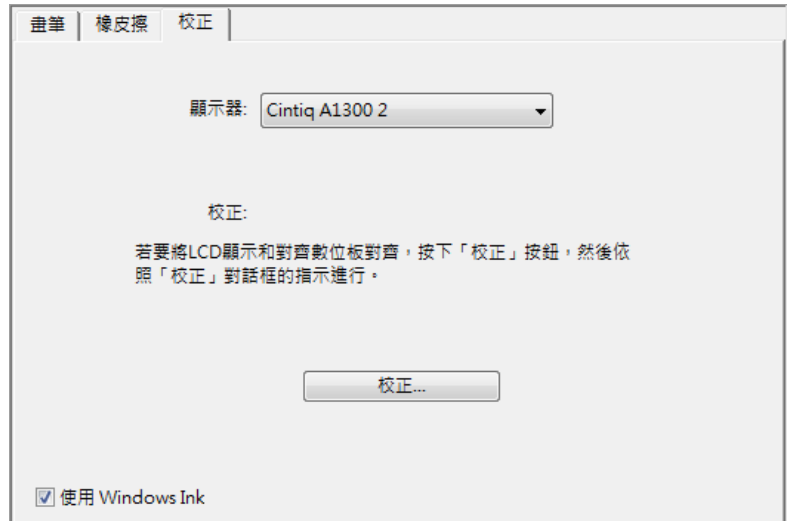 畫筆 橡皮擦 校正
顯示器: Cintiq A1300 2
校正:
若要將LCD顯示和對齊數位板對齊，按下「校正」按鈕，然後依
照「校正」對話框的指示進行。
校正...
使用 Windows Ink